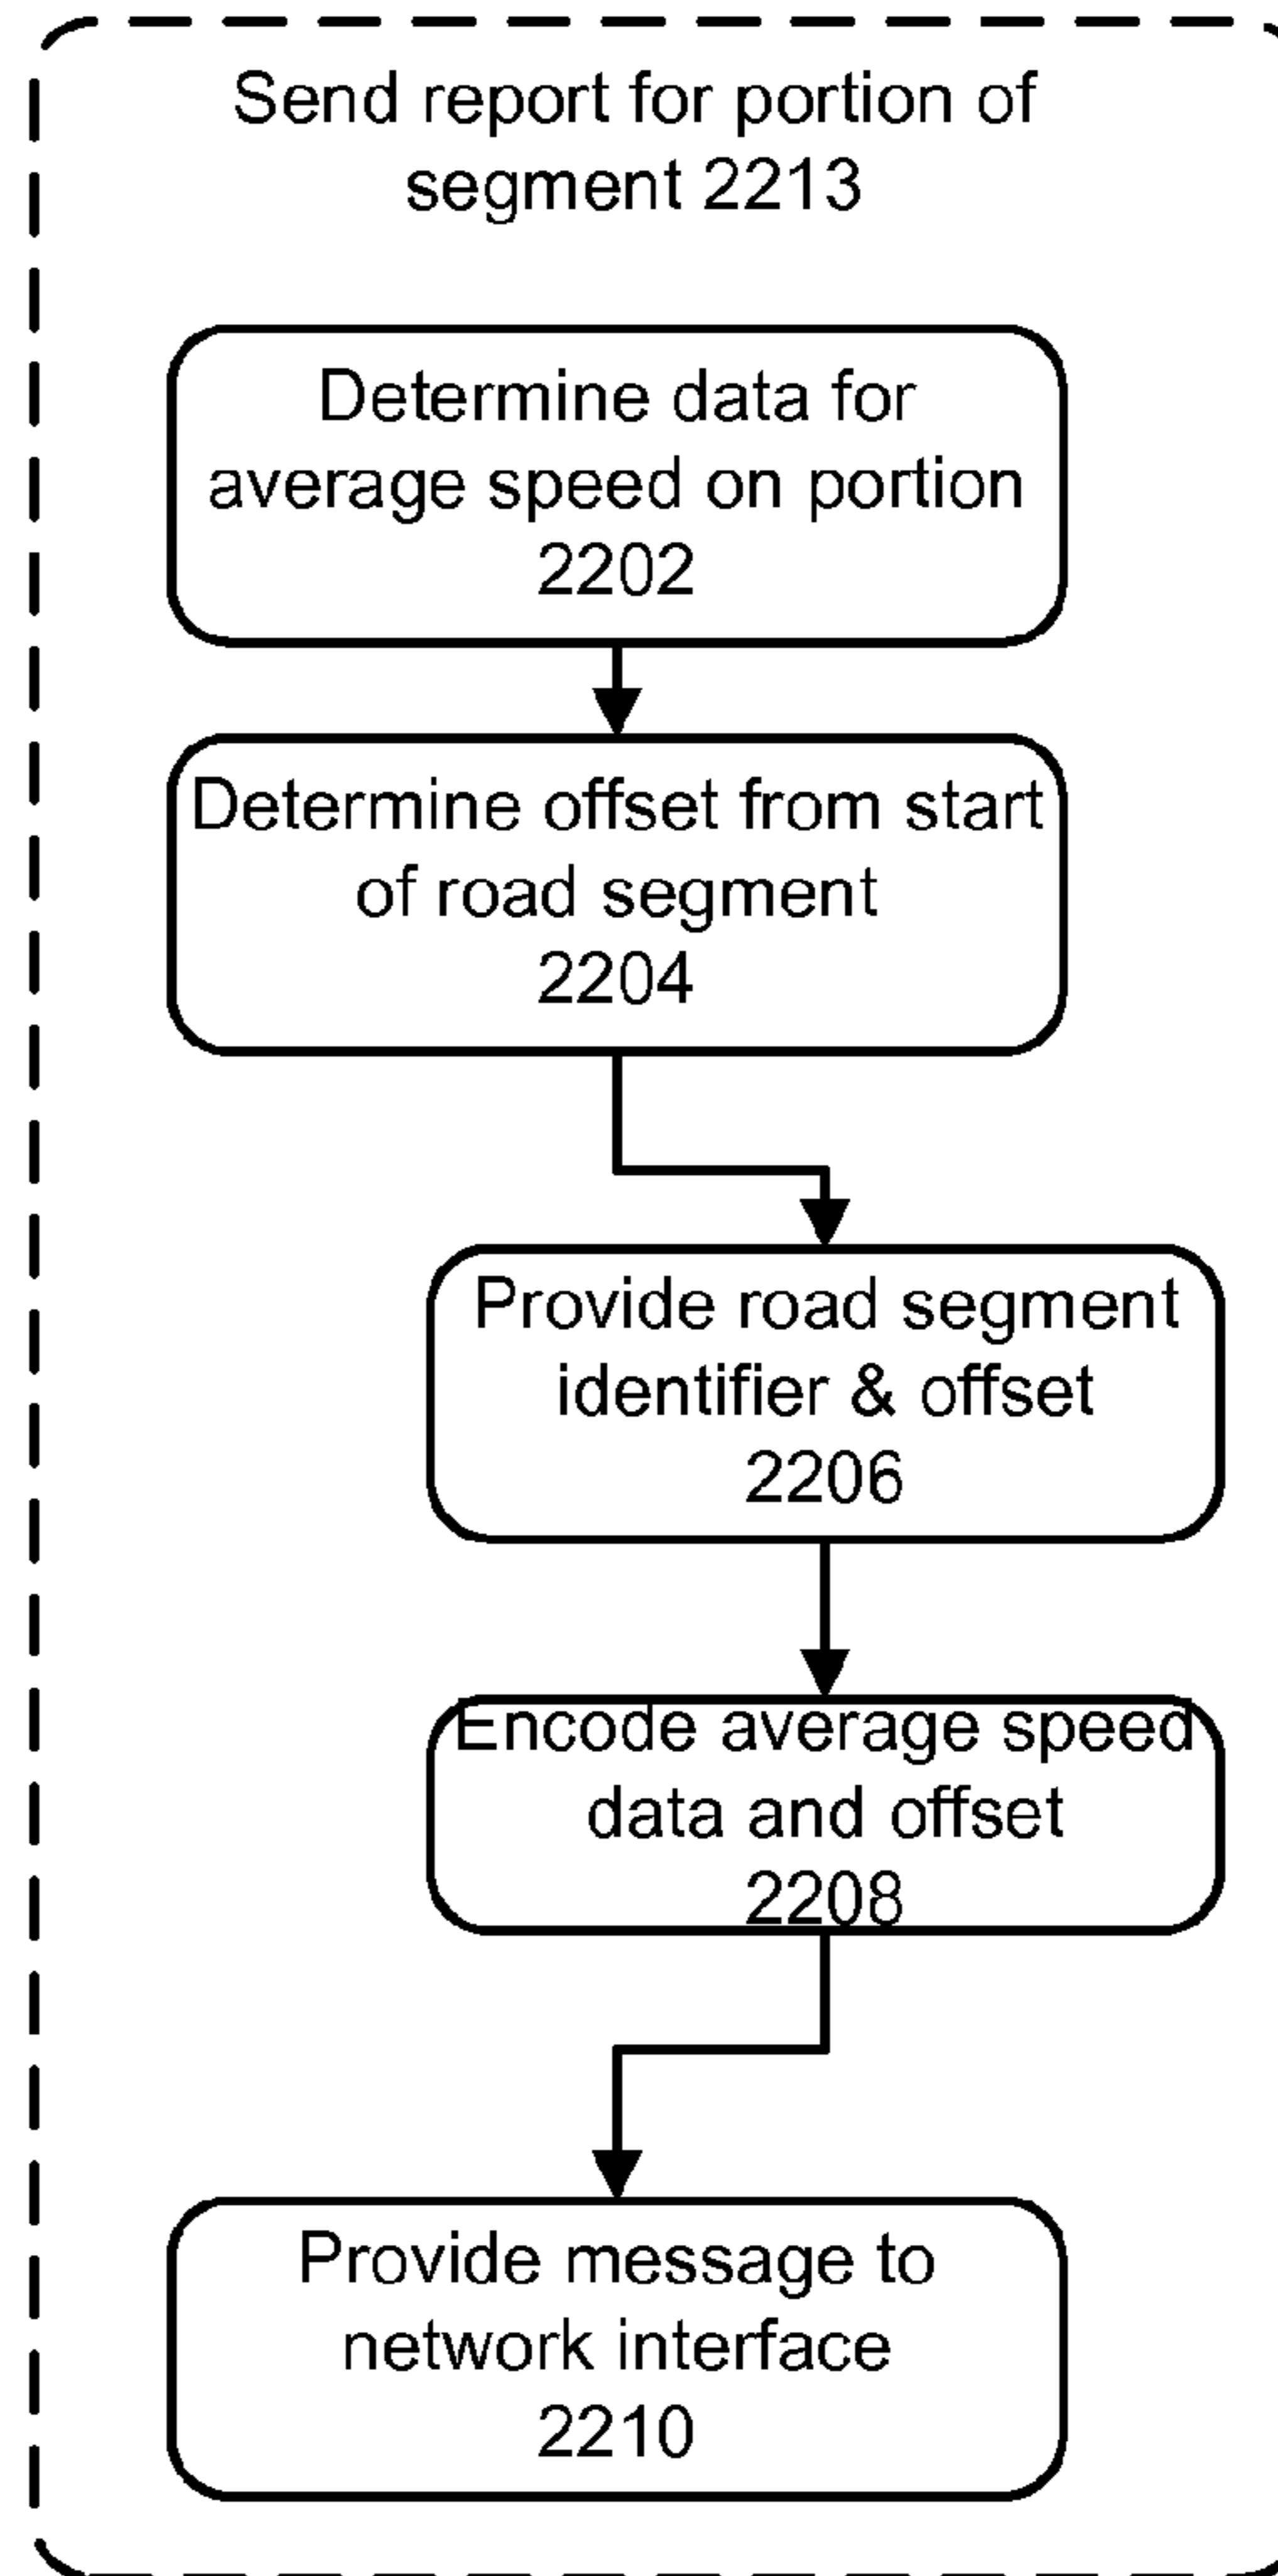 Send report for portion of
segment 2213
Determine data for
average speed on portion
2202
Determine offset from start
of road segment
2204
Provide road segment
identifier & offset
2206
Encode average speed
data and offset
2208
Provide message to
network interface
2210